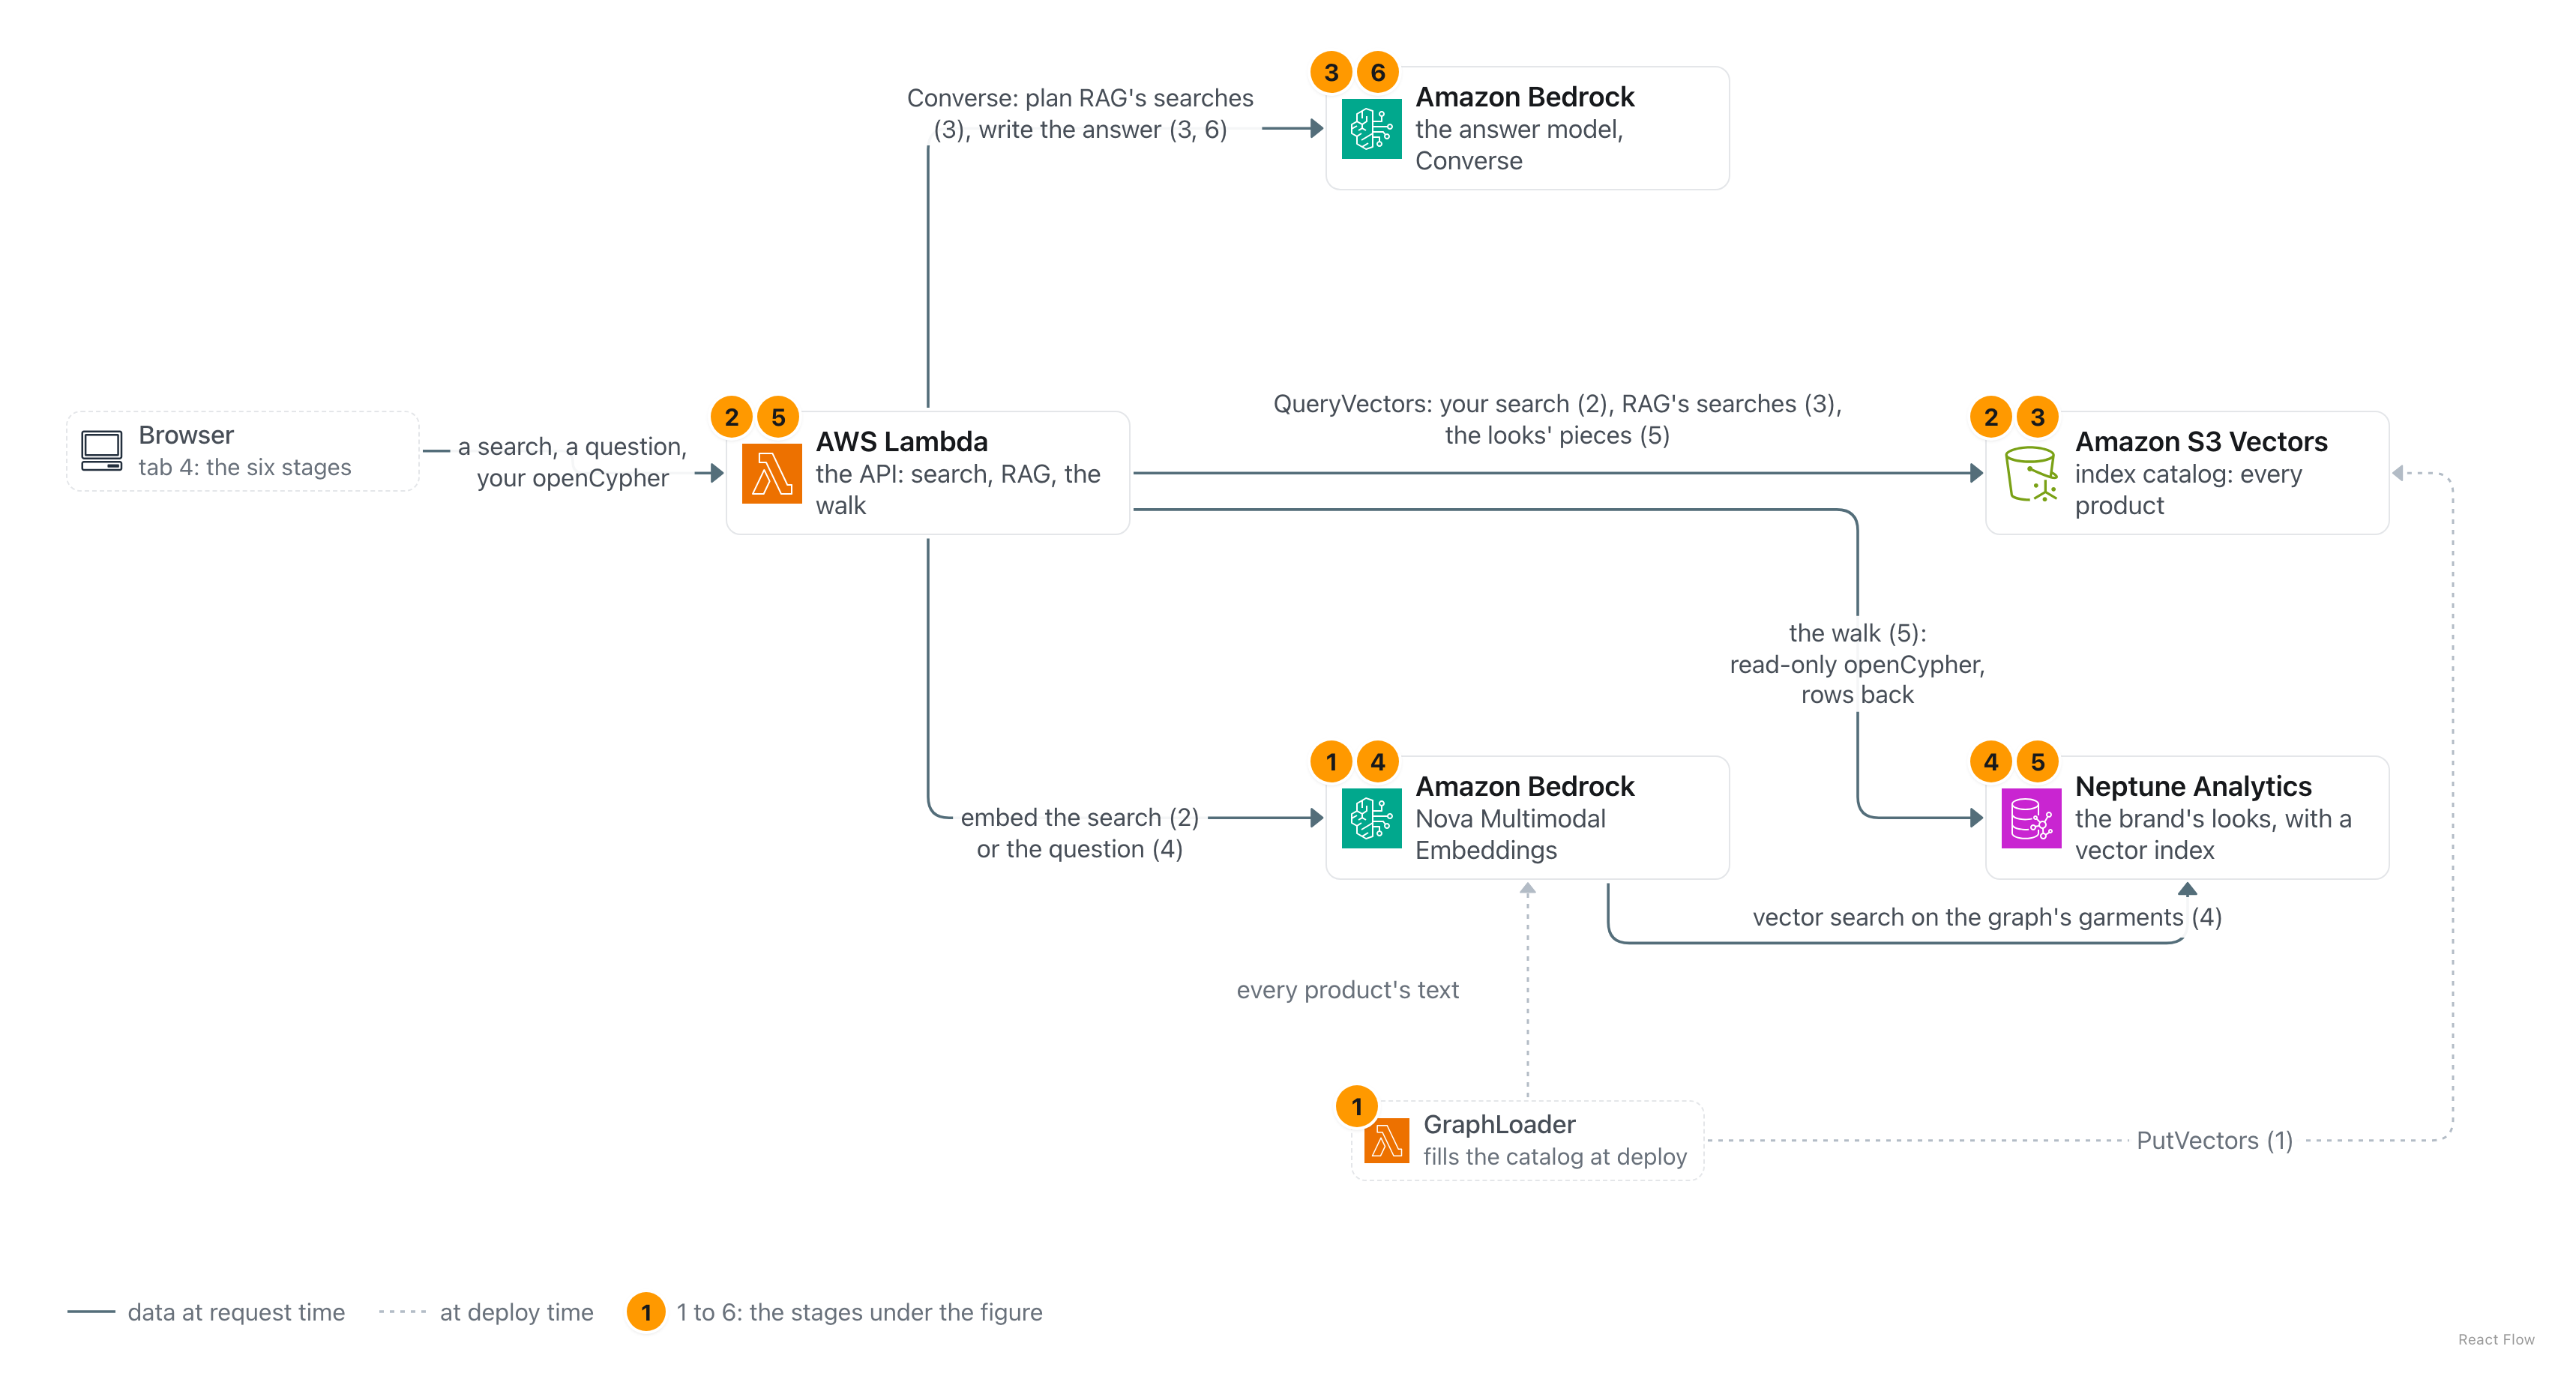 3 6
Converse: plan RAG's searches
(3), write the answer (3, 6)
Amazon Bedrock
the answer model,
Converse
Browser
tab 4: the six stages
a search, a question,
your openCypher
2 5
AWS Lambda
the API: search, RAG, the
walk
QueryVectors: your search (2), RAG's searches (3),
the looks' pieces (5)
2 3
Amazon S3 Vectors
index catalog: every
product
the walk (5):
read-only openCypher,
rows back
embed the search (2)
or the question (4)
1 4
Amazon Bedrock
Nova Multimodal
Embeddings
4 5
Neptune Analytics
the brand's looks, with a
vector index
vector search on the graph's garments (4)
every product's text
1
GraphLoader
fills the catalog at deploy
PutVectors (1)
data at request time
at deploy time
1
1 to 6: the stages under the figure
React Flow